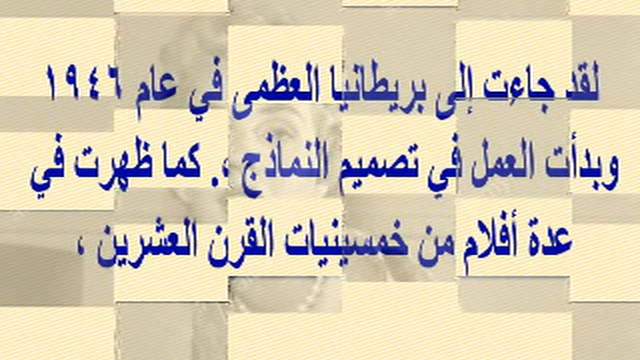 لقد جاءت إلى بريطانيا العظمى في عام ١٩٤٦
وبدأت العمل في تصميم النماذج ،. كما ظهرت في
عدة أفلام من خمسينيات القرن العشرين ،